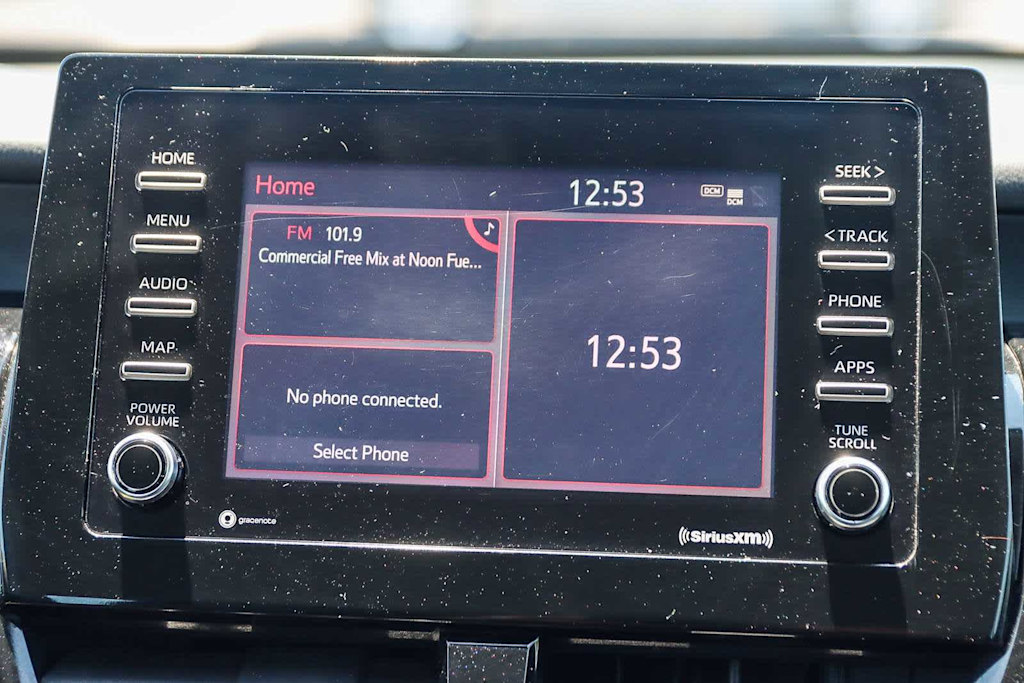 HOME
MENU
AUDIO
MAP
POWER
VOLUME
gracenote
Home
12:53
DCM
DCM
FM 101.9
Commercial Free Mix at Noon Fue...
No phone connected.
Select Phone
12:53
SEEK >
< TRACK
PHONE
APPS
TUNE
SCROLL
SiriusXM